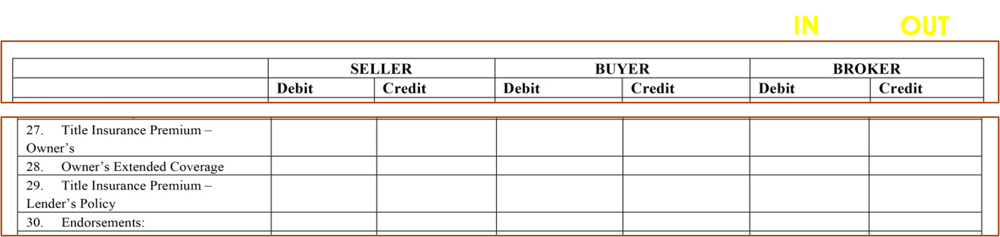 IN OUT
SELLER BUYER BROKER
Debit Credit Debit Credit Debit Credit
27. Title Insurance Premium –
Owner’s
28. Owner’s Extended Coverage
29. Title Insurance Premium –
Lender’s Policy
30. Endorsements: